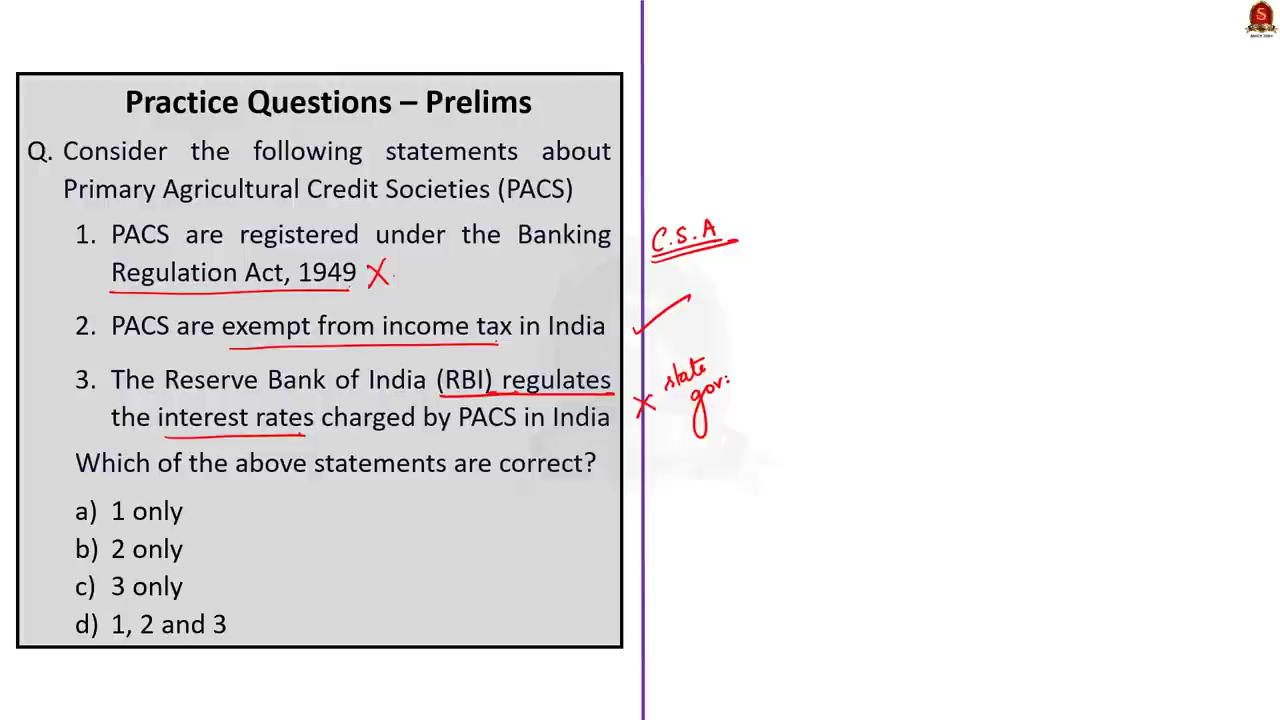 Practice Questions – Prelims
Q. Consider the following statements about
Primary Agricultural Credit Societies (PACS)
1. PACS are registered under the Banking
Regulation Act, 1949
C.S.A
2. PACS are exempt from income tax in India
3. The Reserve Bank of India (RBI) regulates
the interest rates charged by PACS in India
state
gov:
Which of the above statements are correct?
a) 1 only
b) 2 only
c) 3 only
d) 1, 2 and 3